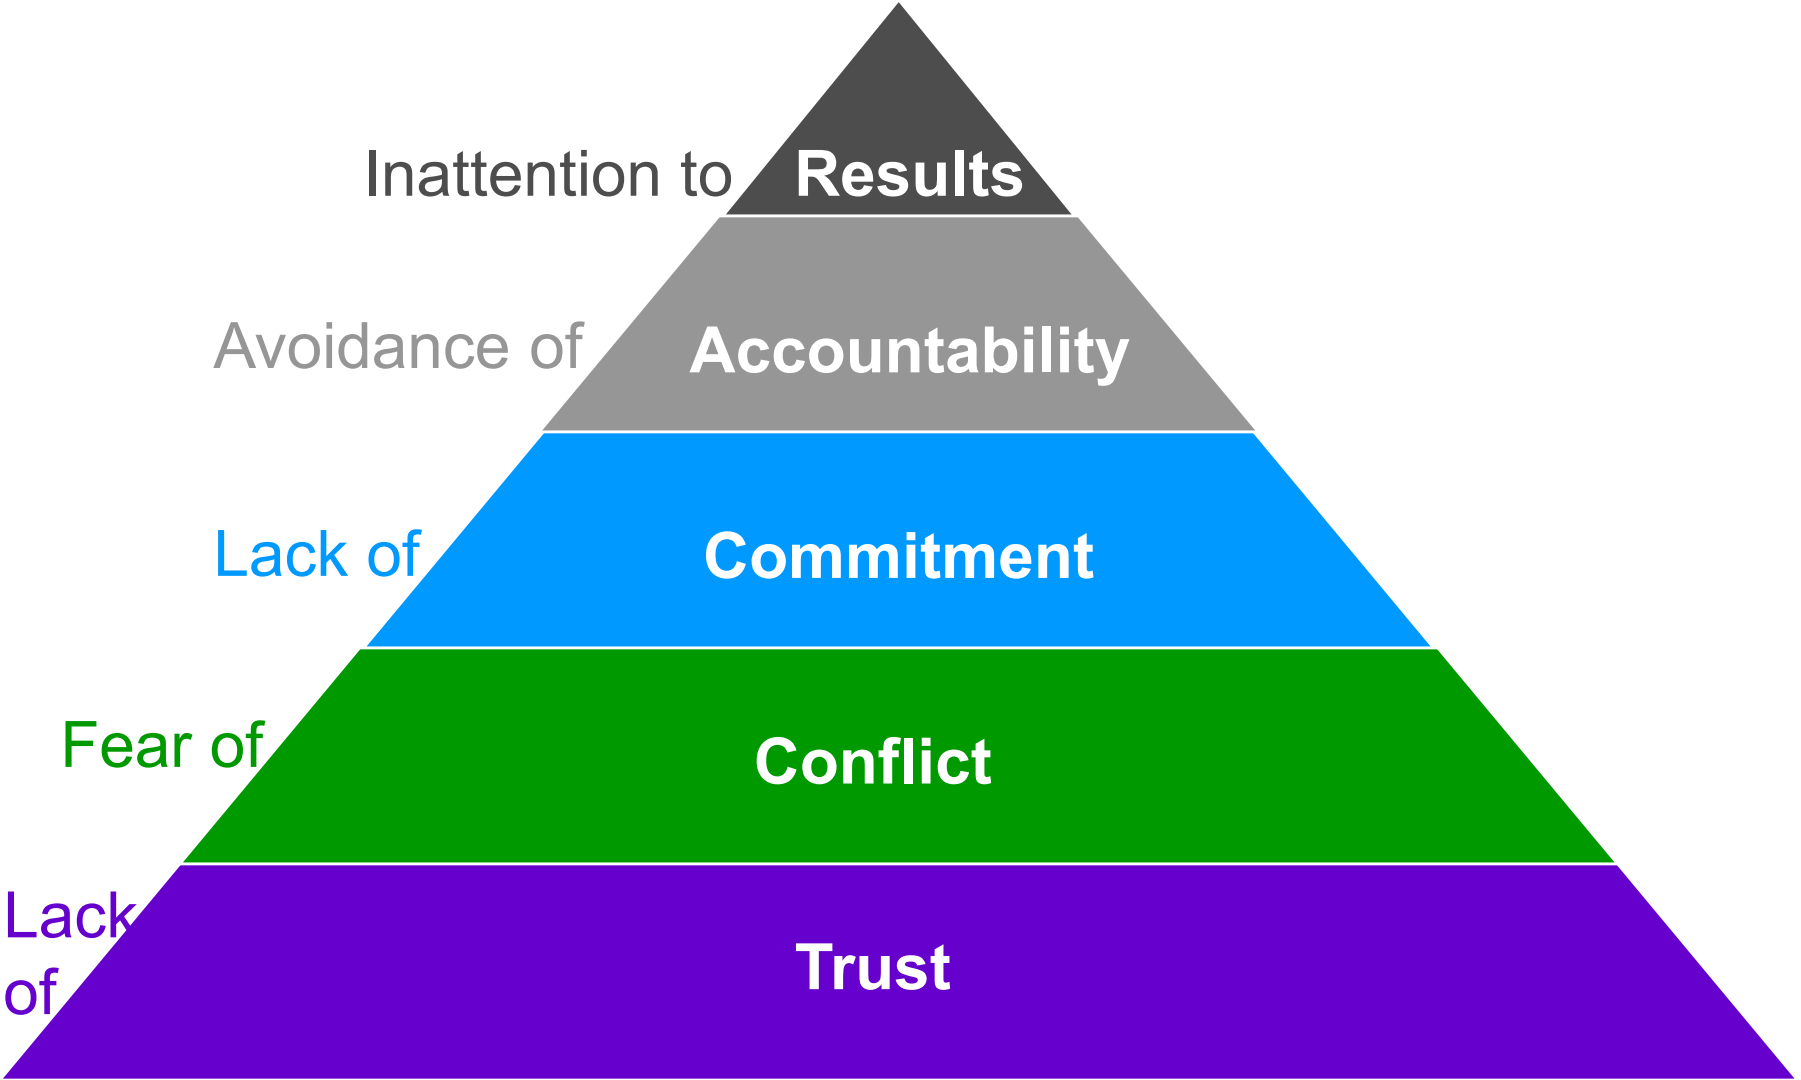 Inattention to Results
Avoidance of Accountability
Lack of Commitment
Fear of Conflict
Lack
of Trust